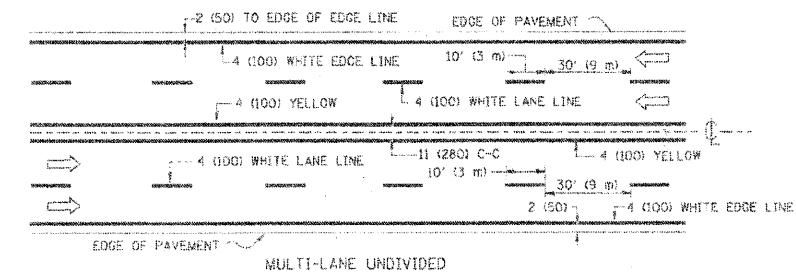 2 (50) TO EDGE OF EDGE LINE
EDGE OF PAVEMENT
4 (100) WHITE EDGE LINE
10' (3 m)
30' (9 m)
4 (100) YELLOW
4 (100) WHITE LANE LINE
4 (100) WHITE LANE LINE
11 (280) C-C
4 (100) YELLOW
10' (3 m)
30' (9 m)
2 (50)
4 (100) WHITE EDGE LINE
EDGE OF PAVEMENT
MULTI-LANE UNDIVIDED